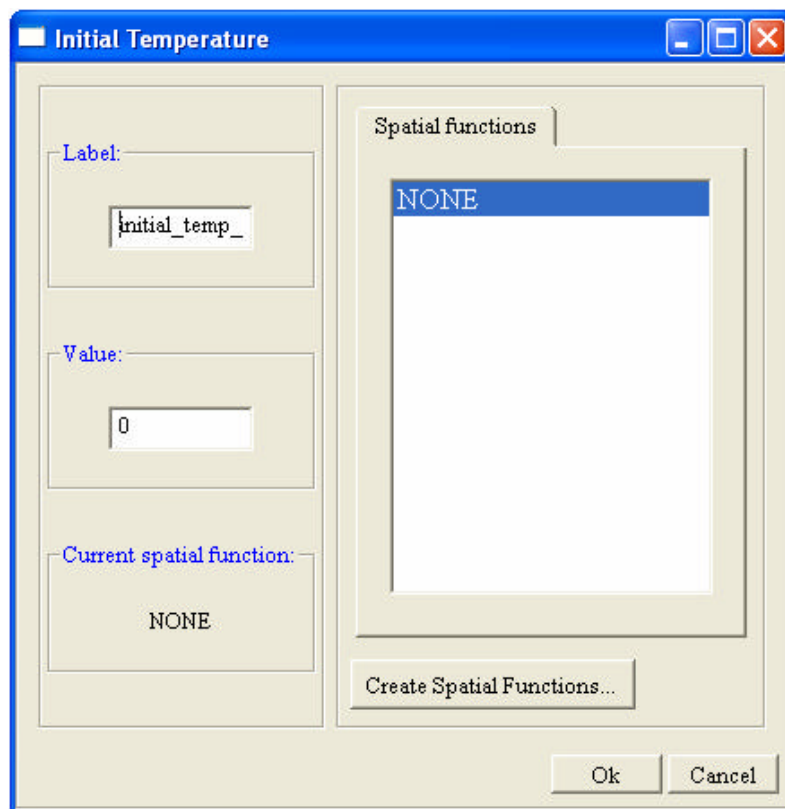 Initial Temperature
Label:
initial_temp_
Value:
0
Current spatial function:
NONE
Spatial functions
NONE
Create Spatial Functions...
Ok
Cancel